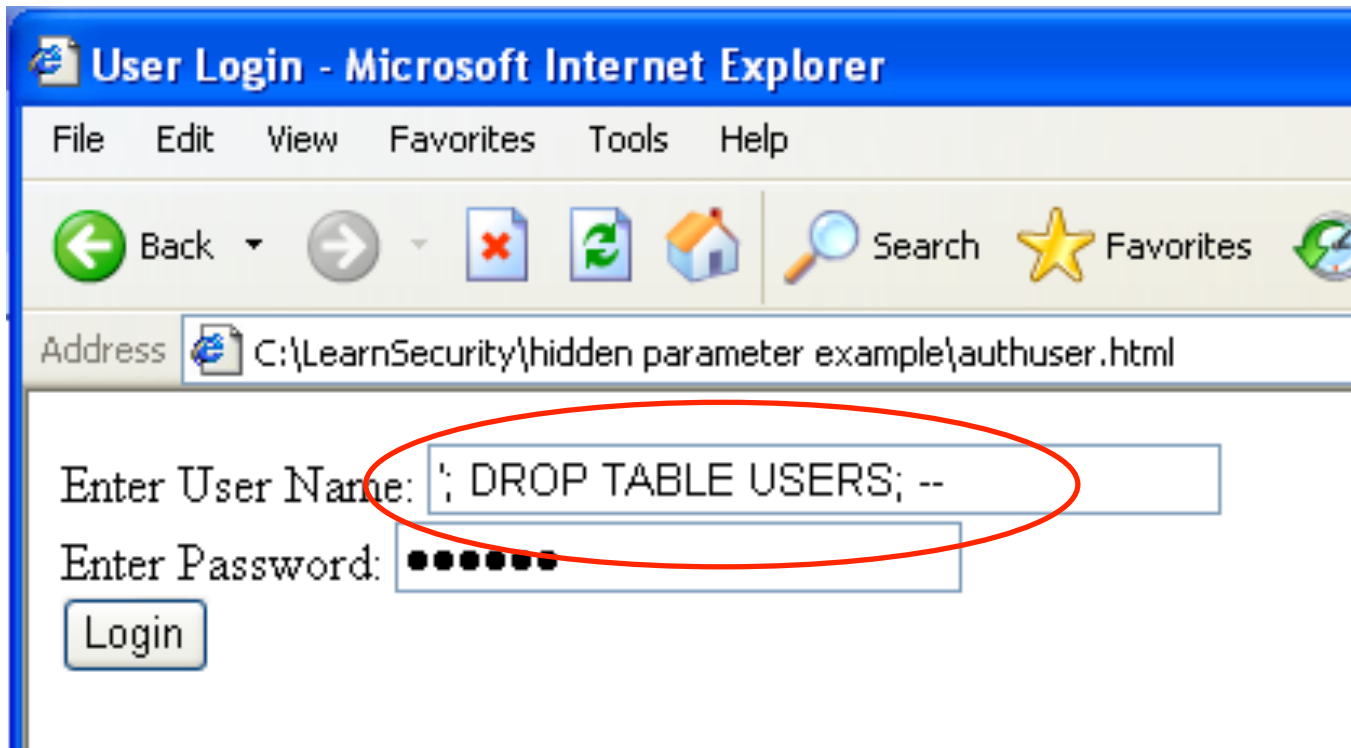 User Login - Microsoft Internet Explorer
File Edit View Favorites Tools Help
Back Search Favorites
Address C:\LearnSecurity\hidden parameter example\authuser.html
Enter User Name: '; DROP TABLE USERS; --
Enter Password: ●●●●●●
Login